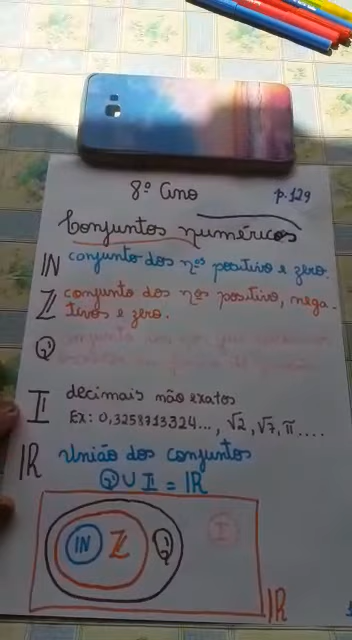 8º Ano p.129
Conjuntos numéricos
IN conjunto dos nºs positivo e zero.
Z conjunto dos nºs positivo, nega-
tivos e zero.
Q
I decimais não exatos
Ex: 0,3258713324..., √2, √7, π....
IR União dos conjuntos
Q U I = IR
IN Z Q I
IR